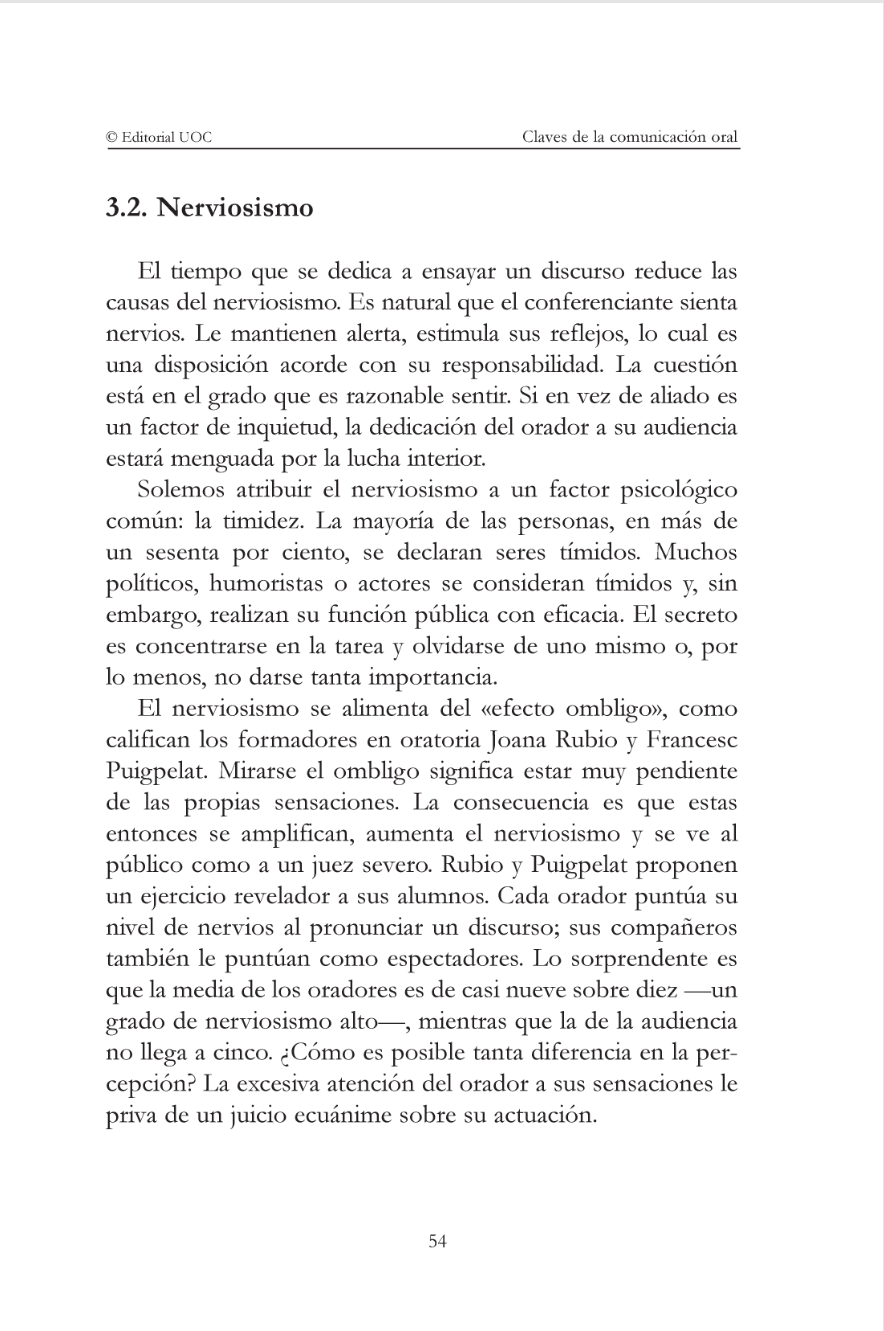 © Editorial UOC
Claves de la comunicación oral
3.2. Nerviosismo
El tiempo que se dedica a ensayar un discurso reduce las
causas del nerviosismo. Es natural que el conferenciante sienta
nervios. Le mantienen alerta, estimula sus reflejos, lo cual es
una disposición acorde con su responsabilidad. La cuestión
está en el grado que es razonable sentir. Si en vez de aliado es
un factor de inquietud, la dedicación del orador a su audiencia
estará menguada por la lucha interior.
Solemos atribuir el nerviosismo a un factor psicológico
común: la timidez. La mayoría de las personas, en más de
un sesenta por ciento, se declaran seres tímidos. Muchos
políticos, humoristas o actores se consideran tímidos y, sin
embargo, realizan su función pública con eficacia. El secreto
es concentrarse en la tarea y olvidarse de uno mismo o, por
lo menos, no darse tanta importancia.
El nerviosismo se alimenta del «efecto ombligo», como
califican los formadores en oratoria Joana Rubio y Francesc
Puigpelat. Mirarse el ombligo significa estar muy pendiente
de las propias sensaciones. La consecuencia es que estas
entonces se amplifican, aumenta el nerviosismo y se ve al
público como a un juez severo. Rubio y Puigpelat proponen
un ejercicio revelador a sus alumnos. Cada orador puntúa su
nivel de nervios al pronunciar un discurso; sus compañeros
también le puntúan como espectadores. Lo sorprendente es
que la media de los oradores es de casi nueve sobre diez —un
grado de nerviosismo alto—, mientras que la de la audiencia
no llega a cinco. ¿Cómo es posible tanta diferencia en la per-
cepción? La excesiva atención del orador a sus sensaciones le
priva de un juicio ecuánime sobre su actuación.
54